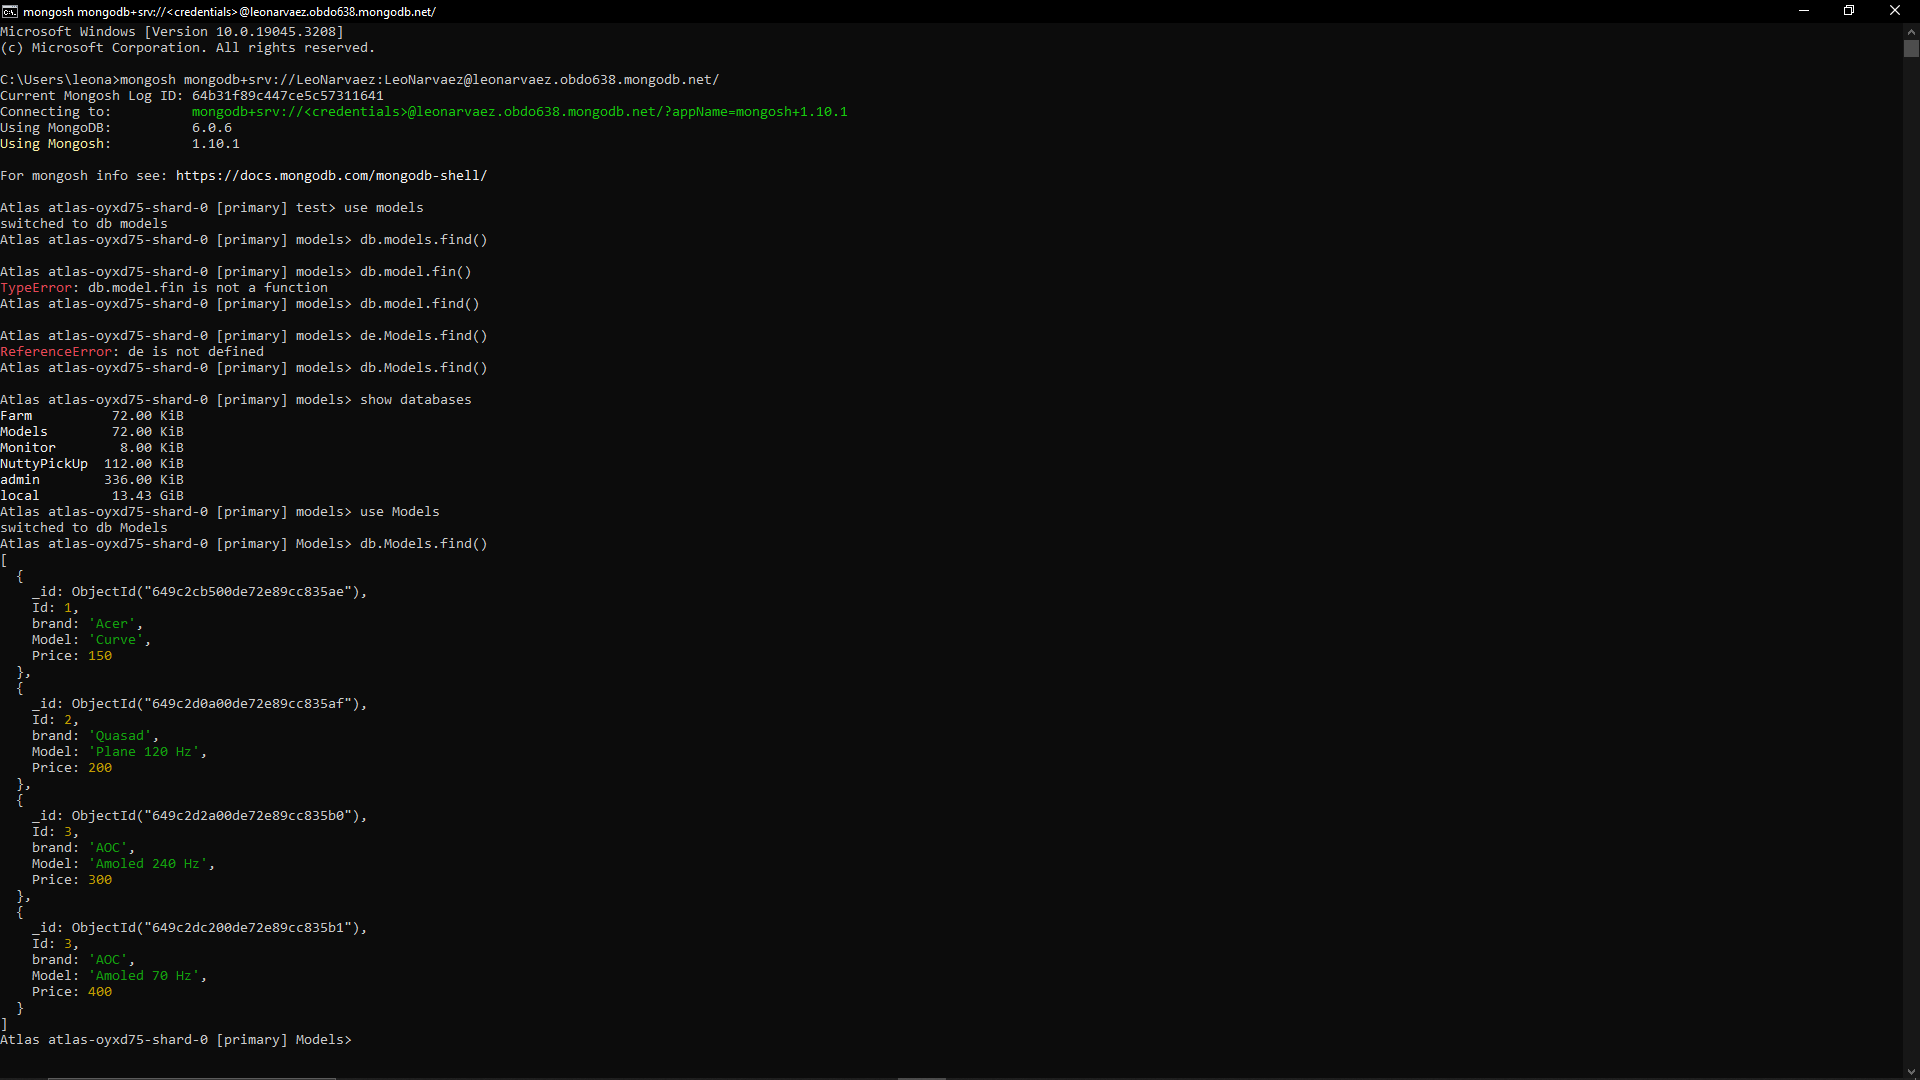 mongosh mongodb+srv://<credentials>@leonarvaez.obdo638.mongodb.net/
Microsoft Windows [Version 10.0.19045.3208]
(c) Microsoft Corporation. All rights reserved.
C:\Users\leona>mongosh mongodb+srv://LeoNarvaez:LeoNarvaez@leonarvaez.obdo638.mongodb.net/
Current Mongosh Log ID: 64b31f89c447ce5c57311641
Connecting to:          mongodb+srv://<credentials>@leonarvaez.obdo638.mongodb.net/?appName=mongosh+1.10.1
Using MongoDB:          6.0.6
Using Mongosh:          1.10.1
For mongosh info see: https://docs.mongodb.com/mongodb-shell/
Atlas atlas-oyxd75-shard-0 [primary] test> use models
switched to db models
Atlas atlas-oyxd75-shard-0 [primary] models> db.models.find()
Atlas atlas-oyxd75-shard-0 [primary] models> db.model.fin()
TypeError: db.model.fin is not a function
Atlas atlas-oyxd75-shard-0 [primary] models> db.model.find()
Atlas atlas-oyxd75-shard-0 [primary] models> de.Models.find()
ReferenceError: de is not defined
Atlas atlas-oyxd75-shard-0 [primary] models> db.Models.find()
Atlas atlas-oyxd75-shard-0 [primary] models> show databases
Farm          72.00 KiB
Models        72.00 KiB
Monitor        8.00 KiB
NuttyPickUp  112.00 KiB
admin        336.00 KiB
local         13.43 GiB
Atlas atlas-oyxd75-shard-0 [primary] models> use Models
switched to db Models
Atlas atlas-oyxd75-shard-0 [primary] Models> db.Models.find()
[
  {
    _id: ObjectId("649c2cb500de72e89cc835ae"),
    Id: 1,
    brand: 'Acer',
    Model: 'Curve',
    Price: 150
  },
  {
    _id: ObjectId("649c2d0a00de72e89cc835af"),
    Id: 2,
    brand: 'Quasad',
    Model: 'Plane 120 Hz',
    Price: 200
  },
  {
    _id: ObjectId("649c2d2a00de72e89cc835b0"),
    Id: 3,
    brand: 'AOC',
    Model: 'Amoled 240 Hz',
    Price: 300
  },
  {
    _id: ObjectId("649c2dc200de72e89cc835b1"),
    Id: 3,
    brand: 'AOC',
    Model: 'Amoled 70 Hz',
    Price: 400
  }
]
Atlas atlas-oyxd75-shard-0 [primary] Models>